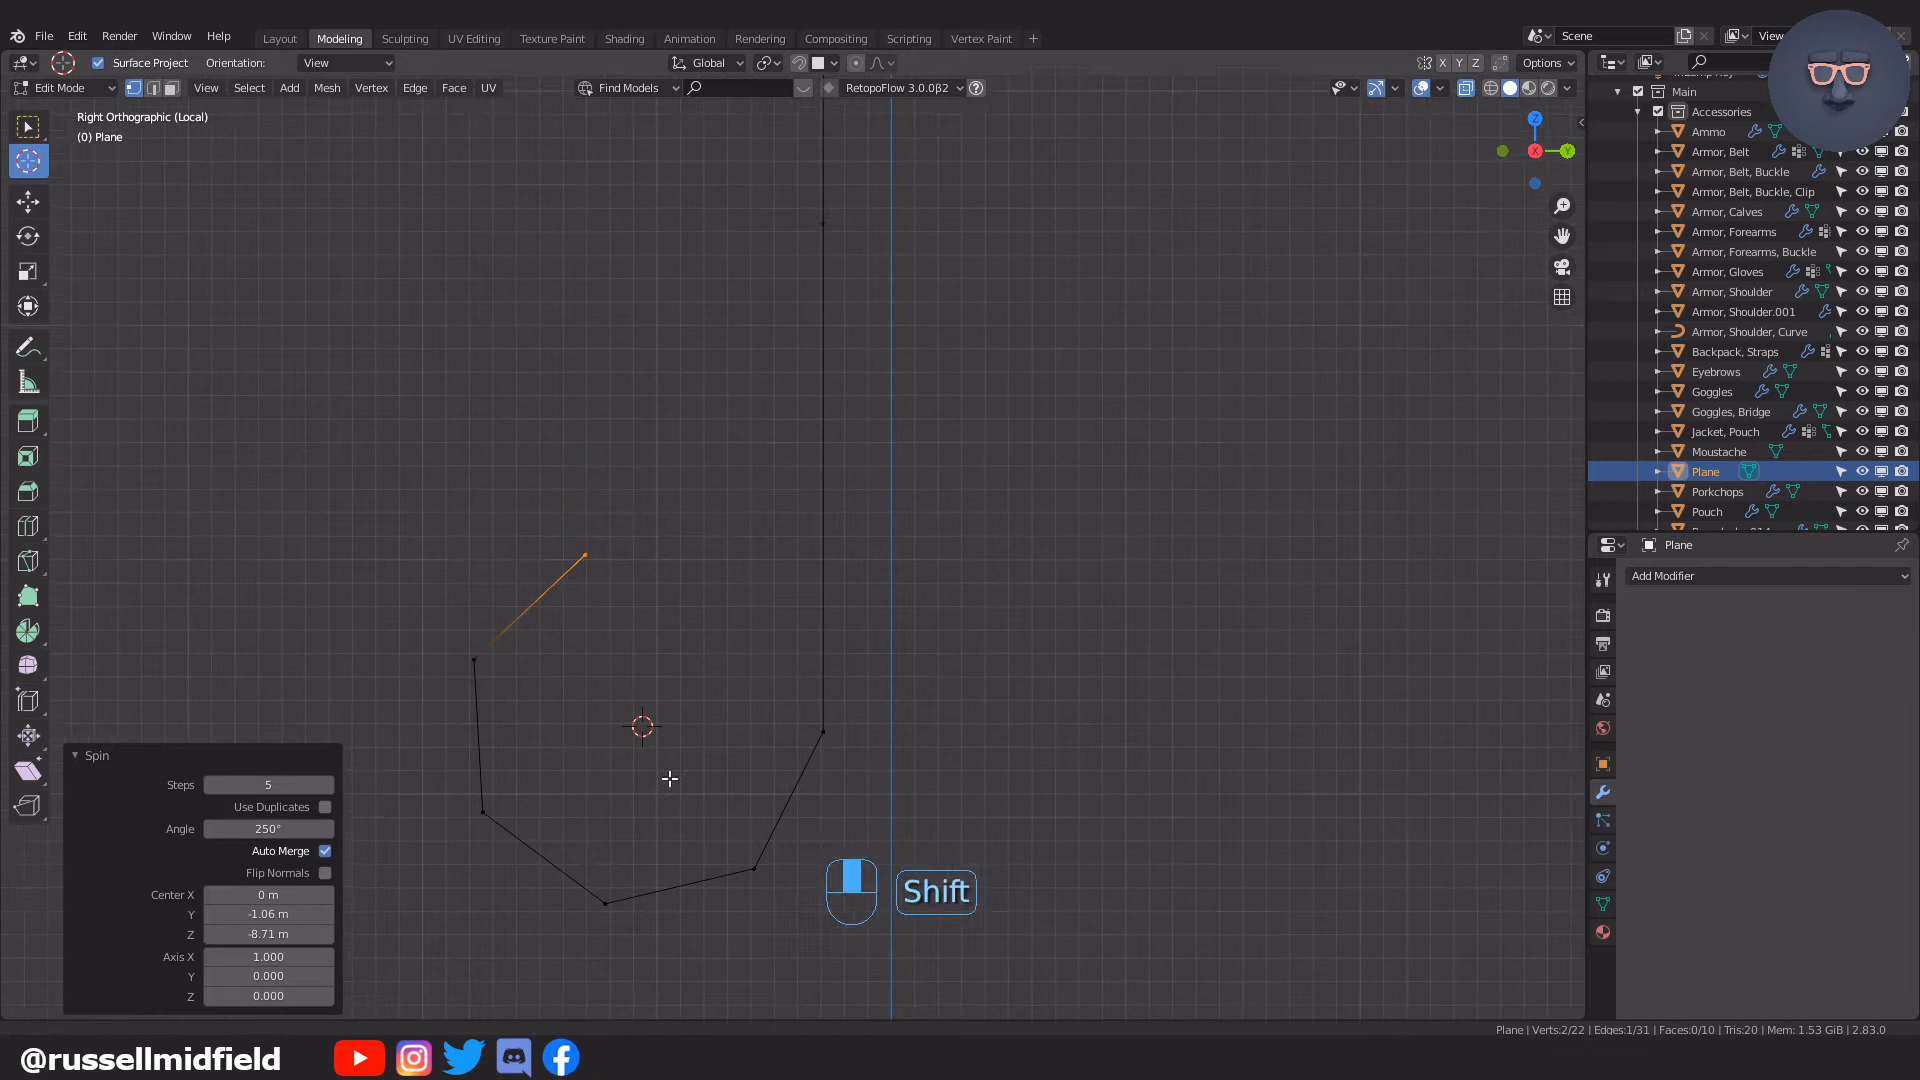 File Edit Render Window Help
Layout Modeling Sculpting UV Editing Texture Paint Shading Animation Rendering Compositing Scripting Vertex Paint +
Scene
View
Surface Project Orientation: View
Global
X Y Z Options
Edit Mode View Select Add Mesh Vertex Edge Face UV
Find Models
RetopoFlow 3.0.0β2
Right Orthographic (Local)
(0) Plane
Z
X
Y
Main
Accessories
Ammo
Armor, Belt
Armor, Belt, Buckle
Armor, Belt, Buckle, Clip
Armor, Calves
Armor, Forearms
Armor, Forearms, Buckle
Armor, Gloves
Armor, Shoulder
Armor, Shoulder.001
Armor, Shoulder, Curve
Backpack, Straps
Eyebrows
Goggles
Goggles, Bridge
Jacket, Pouch
Moustache
Plane
Porkchops
Pouch
Plane
Add Modifier
Spin
Steps 5
Use Duplicates
Angle 250°
Auto Merge
Flip Normals
Center X 0 m
Y -1.06 m
Z -8.71 m
Axis X 1.000
Y 0.000
Z 0.000
Shift
Plane | Verts:2/22 | Edges:1/31 | Faces:0/10 | Tris:20 | Mem: 1.53 GiB | 2.83.0
@russellmidfield